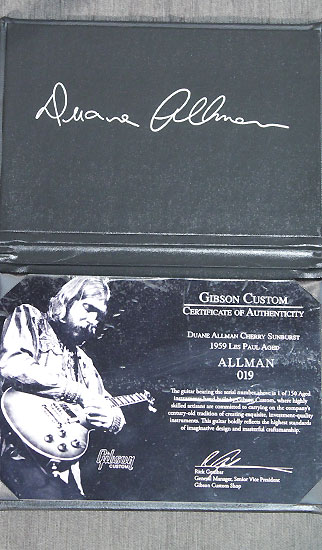 Duane Allman
GIBSON CUSTOM
CERTIFICATE OF AUTHENTICITY
DUANE ALLMAN CHERRY SUNBURST
1959 LES PAUL AGED
ALLMAN
019
The guitar bearing the serial number above is 1 of 150 Aged
instruments hand built by Gibson Custom, where highly
skilled artisans are committed to carrying on the company's
century-old tradition of creating exquisite, investment-quality
instruments. This guitar boldly reflects the highest standards
of imaginative design and masterful craftsmanship.
Gibson
CUSTOM
Rick Gembar
General Manager, Senior Vice President
Gibson Custom Shop